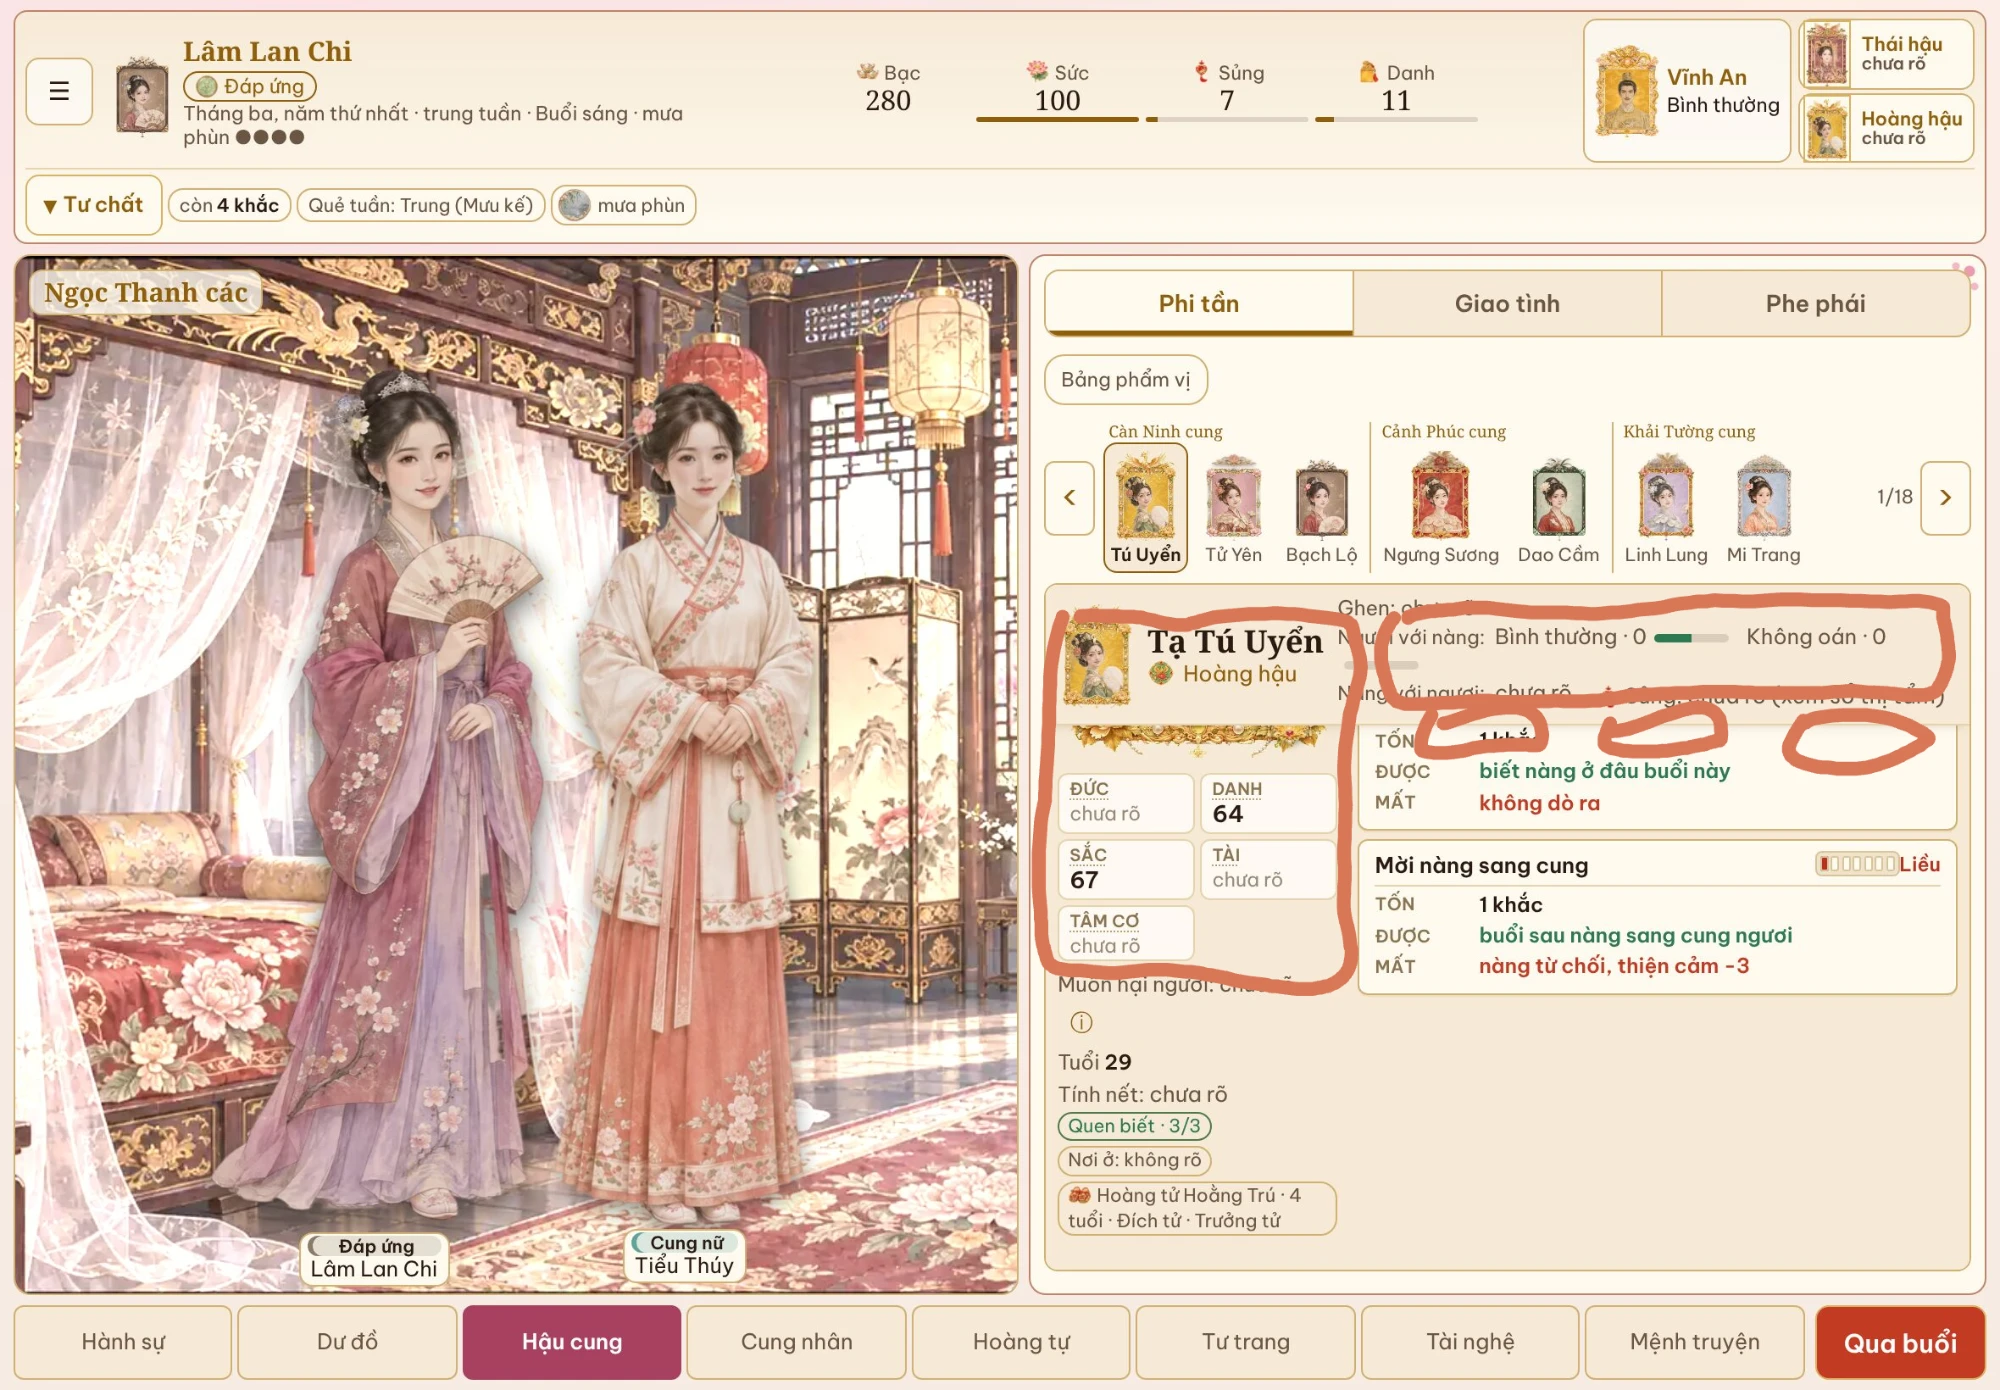 ☰
Lâm Lan Chi
Đáp ứng
Tháng ba, năm thứ nhất · trung tuần · Buổi sáng · mưa
phùn ●●●●
Bạc
280
Sức
100
Sủng
7
Danh
11
Vĩnh An
Bình thường
Thái hậu
chưa rõ
Hoàng hậu
chưa rõ
▼ Tư chất
còn 4 khắc
Quẻ tuần: Trung (Mưu kế)
mưa phùn
Ngọc Thanh các
Đáp ứng
Lâm Lan Chi
Cung nữ
Tiểu Thúy
Phi tần
Giao tình
Phe phái
Bảng phẩm vị
Càn Ninh cung
Cảnh Phúc cung
Khải Tường cung
‹
Tú Uyển
Tử Yên
Bạch Lộ
Ngưng Sương
Dao Cầm
Linh Lung
Mi Trang
1/18
›
Tạ Tú Uyển
Hoàng hậu
Ghen:
với nàng: Bình thường · 0 Không oán · 0
chưa rõ
ĐỨC
chưa rõ
DANH
64
SẮC
67
TÀI
chưa rõ
TÂM CƠ
chưa rõ
Muốn hại ngươi:
ⓘ
Tuổi 29
Tính nết: chưa rõ
Quen biết · 3/3
Nơi ở: không rõ
Hoàng tử Hoằng Trú · 4
tuổi · Đích tử · Trưởng tử
TỐN 1 khắc
ĐƯỢC biết nàng ở đâu buổi này
MẤT không dò ra
Mời nàng sang cung Liều
TỐN 1 khắc
ĐƯỢC buổi sau nàng sang cung ngươi
MẤT nàng từ chối, thiện cảm -3
Hành sự
Dư đồ
Hậu cung
Cung nhân
Hoàng tự
Tư trang
Tài nghệ
Mệnh truyện
Qua buổi